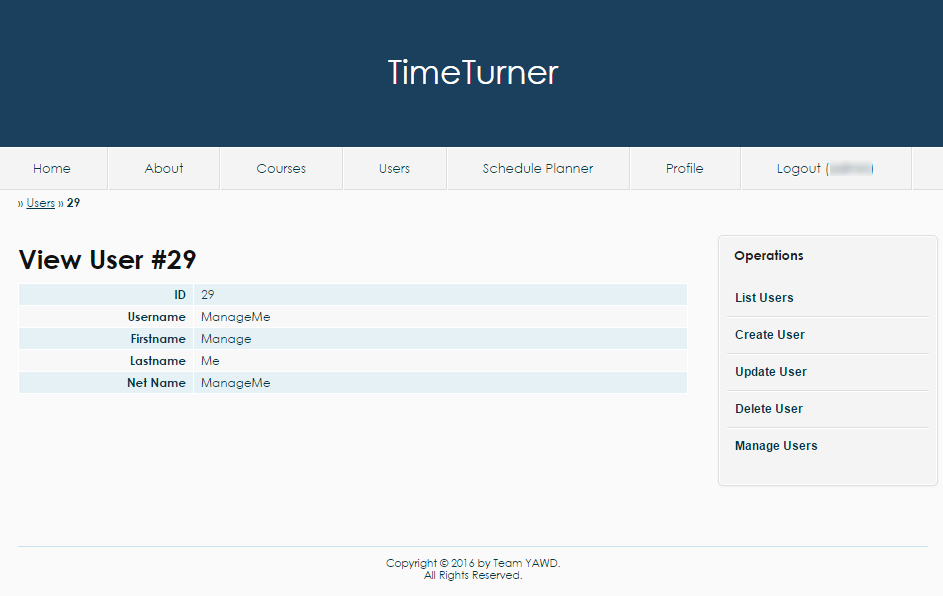 TimeTurner
Home About Courses Users Schedule Planner Profile Logout (
» Users » 29
View User #29
ID 29
Username ManageMe
Firstname Manage
Lastname Me
Net Name ManageMe
Operations
List Users
Create User
Update User
Delete User
Manage Users
Copyright © 2016 by Team YAWD.
All Rights Reserved.